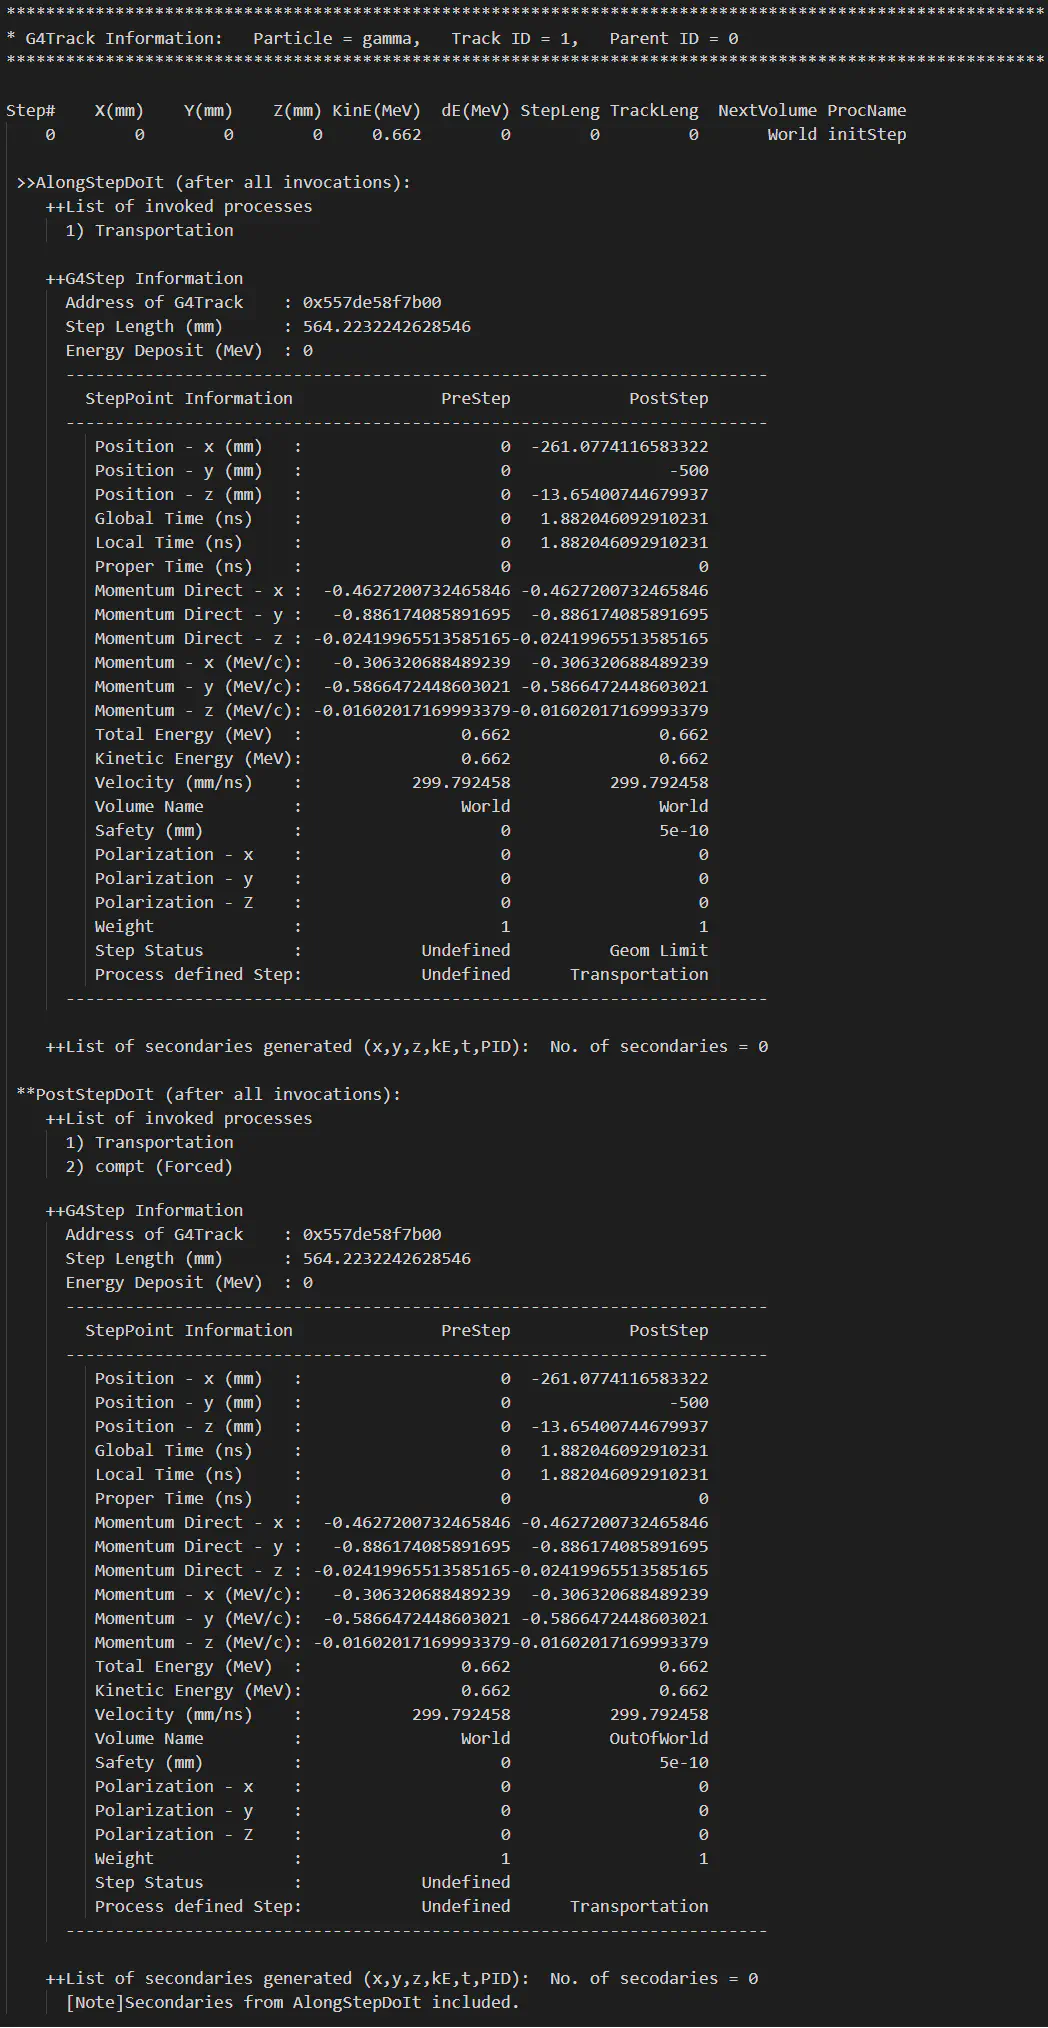 *********************************************************************************************************
* G4Track Information:   Particle = gamma,   Track ID = 1,   Parent ID = 0
*********************************************************************************************************
Step#    X(mm)    Y(mm)    Z(mm) KinE(MeV)  dE(MeV) StepLeng TrackLeng  NextVolume ProcName
    0        0        0        0     0.662        0        0         0       World initStep
>>AlongStepDoIt (after all invocations):
++List of invoked processes
1) Transportation
++G4Step Information
Address of G4Track    : 0x557de58f7b00
Step Length (mm)      : 564.2232242628546
Energy Deposit (MeV)  : 0
-----------------------------------------------------------------------
StepPoint Information               PreStep            PostStep
-----------------------------------------------------------------------
Position - x (mm)   :                    0  -261.0774116583322
Position - y (mm)   :                    0                -500
Position - z (mm)   :                    0  -13.65400744679937
Global Time (ns)    :                    0   1.882046092910231
Local Time (ns)     :                    0   1.882046092910231
Proper Time (ns)    :                    0                   0
Momentum Direct - x :  -0.4627200732465846 -0.4627200732465846
Momentum Direct - y :   -0.886174085891695  -0.886174085891695
Momentum Direct - z : -0.02419965513585165-0.02419965513585165
Momentum - x (MeV/c):   -0.306320688489239  -0.306320688489239
Momentum - y (MeV/c):  -0.5866472448603021 -0.5866472448603021
Momentum - z (MeV/c): -0.01602017169993379-0.01602017169993379
Total Energy (MeV)  :                0.662               0.662
Kinetic Energy (MeV):                0.662               0.662
Velocity (mm/ns)    :           299.792458          299.792458
Volume Name         :                World               World
Safety (mm)         :                    0               5e-10
Polarization - x    :                    0                   0
Polarization - y    :                    0                   0
Polarization - Z    :                    0                   0
Weight              :                    1                   1
Step Status         :            Undefined          Geom Limit
Process defined Step:            Undefined      Transportation
-----------------------------------------------------------------------
++List of secondaries generated (x,y,z,kE,t,PID):  No. of secondaries = 0
**PostStepDoIt (after all invocations):
++List of invoked processes
1) Transportation
2) compt (Forced)
++G4Step Information
Address of G4Track    : 0x557de58f7b00
Step Length (mm)      : 564.2232242628546
Energy Deposit (MeV)  : 0
-----------------------------------------------------------------------
StepPoint Information               PreStep            PostStep
-----------------------------------------------------------------------
Position - x (mm)   :                    0  -261.0774116583322
Position - y (mm)   :                    0                -500
Position - z (mm)   :                    0  -13.65400744679937
Global Time (ns)    :                    0   1.882046092910231
Local Time (ns)     :                    0   1.882046092910231
Proper Time (ns)    :                    0                   0
Momentum Direct - x :  -0.4627200732465846 -0.4627200732465846
Momentum Direct - y :   -0.886174085891695  -0.886174085891695
Momentum Direct - z : -0.02419965513585165-0.02419965513585165
Momentum - x (MeV/c):   -0.306320688489239  -0.306320688489239
Momentum - y (MeV/c):  -0.5866472448603021 -0.5866472448603021
Momentum - z (MeV/c): -0.01602017169993379-0.01602017169993379
Total Energy (MeV)  :                0.662               0.662
Kinetic Energy (MeV):                0.662               0.662
Velocity (mm/ns)    :           299.792458          299.792458
Volume Name         :                World          OutOfWorld
Safety (mm)         :                    0               5e-10
Polarization - x    :                    0                   0
Polarization - y    :                    0                   0
Polarization - Z    :                    0                   0
Weight              :                    1                   1
Step Status         :            Undefined
Process defined Step:            Undefined      Transportation
-----------------------------------------------------------------------
++List of secondaries generated (x,y,z,kE,t,PID):  No. of secodaries = 0
[Note]Secondaries from AlongStepDoIt included.